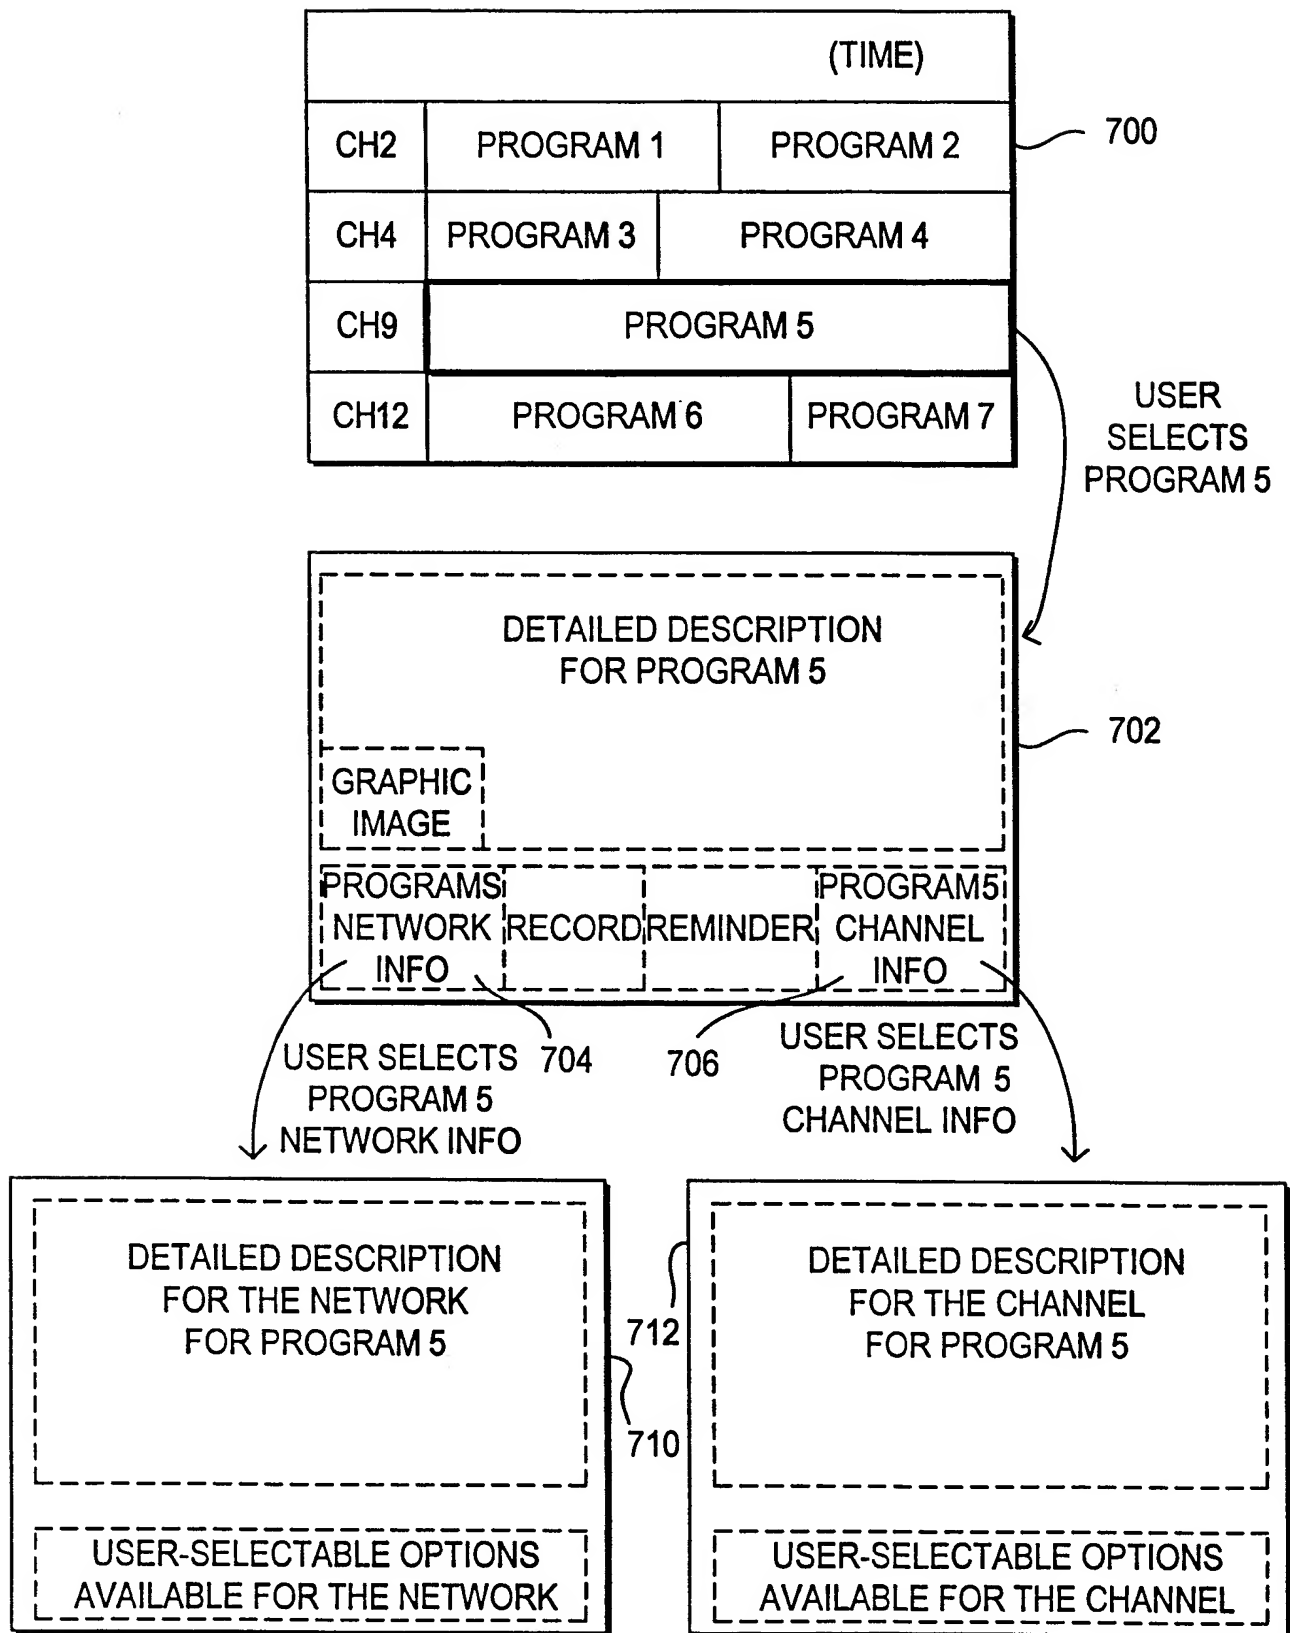 (TIME)
CH2 PROGRAM 1 PROGRAM 2
700
CH4 PROGRAM 3 PROGRAM 4
CH9 PROGRAM 5
CH12 PROGRAM 6 PROGRAM 7
USER
SELECTS
PROGRAM 5
DETAILED DESCRIPTION
FOR PROGRAM 5
702
GRAPHIC
IMAGE
PROGRAMS
NETWORK
INFO
RECORD
REMINDER
PROGRAM5
CHANNEL
INFO
USER SELECTS
PROGRAM 5
NETWORK INFO
704
706
USER SELECTS
PROGRAM 5
CHANNEL INFO
DETAILED DESCRIPTION
FOR THE NETWORK
FOR PROGRAM 5
710
USER-SELECTABLE OPTIONS
AVAILABLE FOR THE NETWORK
712
DETAILED DESCRIPTION
FOR THE CHANNEL
FOR PROGRAM 5
USER-SELECTABLE OPTIONS
AVAILABLE FOR THE CHANNEL